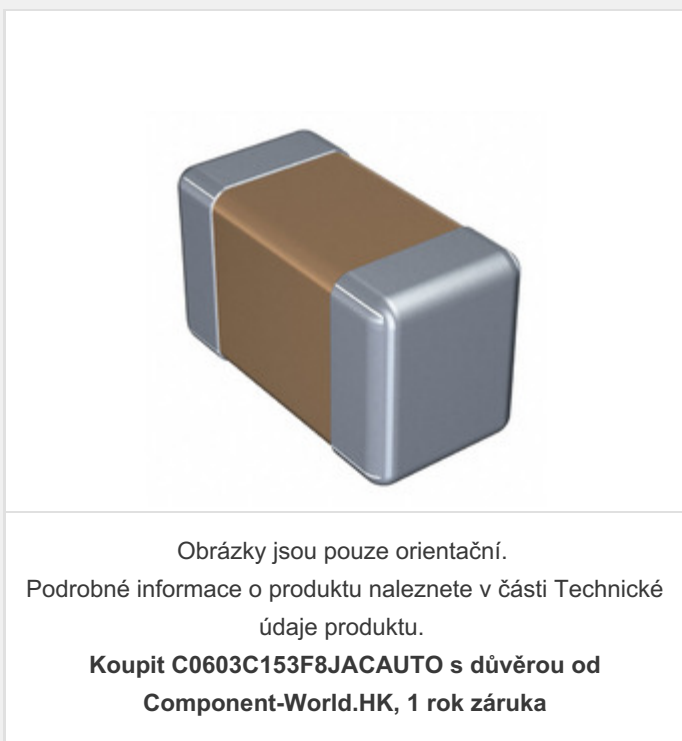 Obrázky jsou pouze orientační.
Podrobné informace o produktu naleznete v části Technické
údaje produktu.
Koupit C0603C153F8JACAUTO s důvěrou od
Component-World.HK, 1 rok záruka